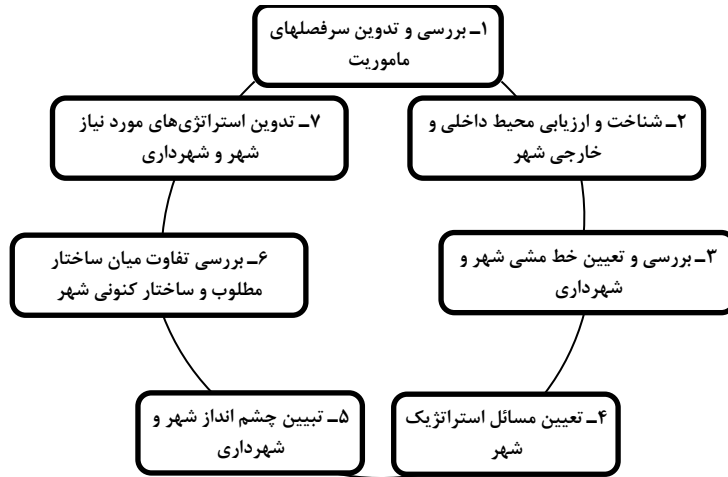 ۱ـ بررسی و تدوین سرفصلهای
ماموریت
۲ـ شناخت و ارزیابی محیط داخلی و
خارجی شهر
۳ـ بررسی و تعیین خط مشی شهر و
شهرداری
۴ـ تعیین مسائل استراتژیک
شهر
۵ـ تبیین چشم انداز شهر و
شهرداری
۶ـ بررسی تفاوت میان ساختار
مطلوب و ساختار کنونی شهر
۷ـ تدوین استراتژی‌های مورد نیاز
شهر و شهرداری